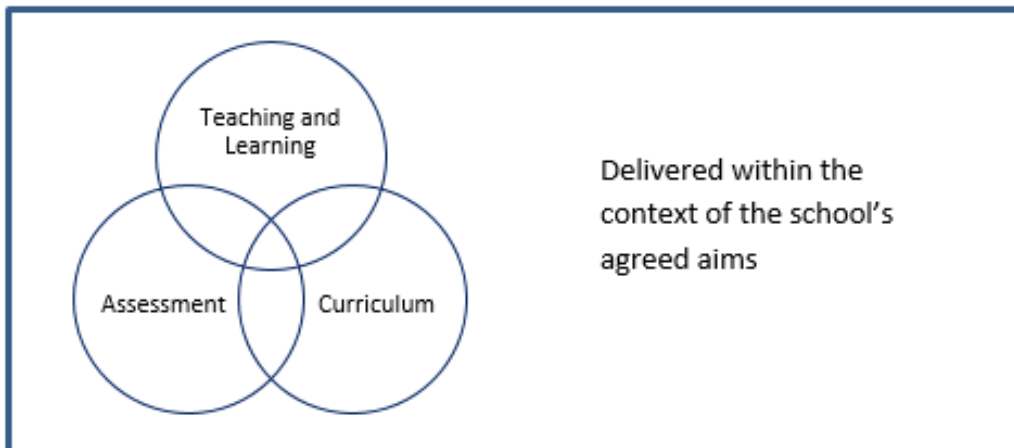 Teaching and
Learning
Assessment
Curriculum
Delivered within the
context of the school’s
agreed aims